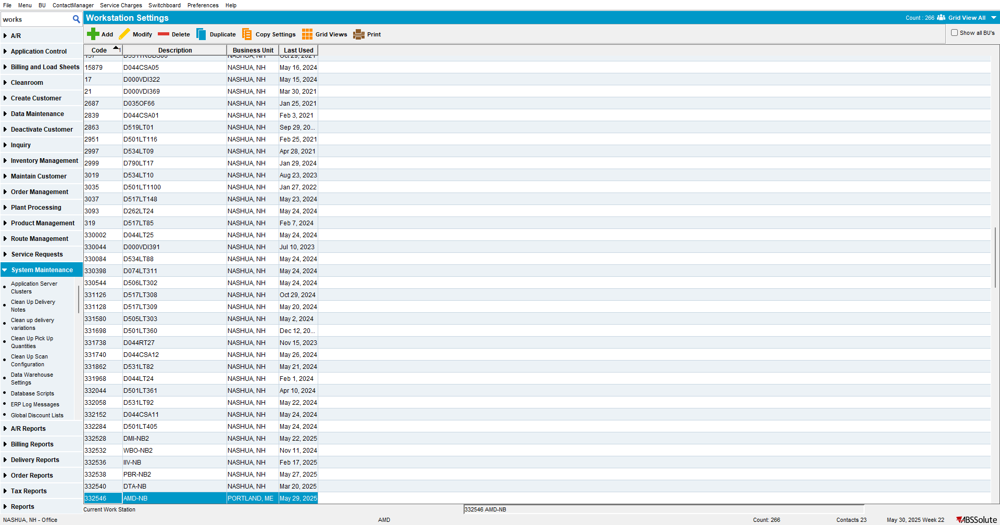 File Menu BU ContactManager Service Charges Switchboard Preferences Help
works
Workstation Settings
Count : 266 Grid View All
Add Modify Delete Duplicate Copy Settings Grid Views Print
Show all BU's
A/R
Application Control
Billing and Load Sheets
Cleanroom
Create Customer
Data Maintenance
Deactivate Customer
Inquiry
Inventory Management
Maintain Customer
Order Management
Plant Processing
Product Management
Route Management
Service Requests
System Maintenance
Application Server
Clusters
Clean Up Delivery
Notes
Clean up delivery
variations
Clean Up Pick Up
Quantities
Clean Up Scan
Configuration
Data Warehouse
Settings
Database Scripts
ERP Log Messages
Global Discount Lists
A/R Reports
Billing Reports
Delivery Reports
Order Reports
Tax Reports
Reports
Code 1 Description Business Unit Last Used
NASHUA, NH Oct 29, 2021
15879 D044CSA05 NASHUA, NH May 16, 2024
17 D000VDI322 NASHUA, NH May 15, 2024
21 D000VDI369 NASHUA, NH Mar 30, 2021
2687 D035OF66 NASHUA, NH Jan 25, 2021
2839 D044CSA01 NASHUA, NH Feb 3, 2021
2863 D519LT01 NASHUA, NH Sep 29, 20...
2951 D501LT116 NASHUA, NH Feb 25, 2021
2997 D534LT09 NASHUA, NH Apr 28, 2021
2999 D790LT17 NASHUA, NH Jan 29, 2024
3019 D534LT10 NASHUA, NH Aug 23, 2023
3035 D501LT1100 NASHUA, NH Jan 27, 2022
3037 D517LT148 NASHUA, NH May 23, 2024
3093 D262LT24 NASHUA, NH May 24, 2024
319 D517LT85 NASHUA, NH Feb 7, 2024
330002 D044LT25 NASHUA, NH May 24, 2024
330044 D000VDI391 NASHUA, NH Jul 10, 2023
330084 D534LT88 NASHUA, NH May 24, 2024
330398 D074LT311 NASHUA, NH May 24, 2024
330544 D506LT302 NASHUA, NH May 24, 2024
331126 D517LT308 NASHUA, NH Oct 29, 2024
331128 D517LT309 NASHUA, NH May 20, 2024
331580 D505LT303 NASHUA, NH May 2, 2024
331698 D501LT360 NASHUA, NH Dec 12, 20...
331738 D044RT27 NASHUA, NH Nov 15, 2023
331740 D044CSA12 NASHUA, NH May 26, 2024
331862 D531LT82 NASHUA, NH May 21, 2024
331968 D044LT24 NASHUA, NH Feb 1, 2024
332044 D501LT361 NASHUA, NH Apr 10, 2024
332058 D531LT92 NASHUA, NH May 22, 2024
332152 D044CSA11 NASHUA, NH May 24, 2024
332284 D501LT405 NASHUA, NH May 24, 2024
332528 DMI-NB2 NASHUA, NH May 22, 2025
332532 WBO-NB2 NASHUA, NH Nov 11, 2024
332536 IIV-NB NASHUA, NH Feb 17, 2025
332538 PBR-NB2 NASHUA, NH May 27, 2025
332540 DTA-NB NASHUA, NH Mar 20, 2025
332546 AMD-NB PORTLAND, ME May 29, 2025
Current Work Station 332546 AMD-NB
NASHUA, NH - Office AMD Count: 266 Contacts 23 May 30, 2025 Week 22 ABSSolute